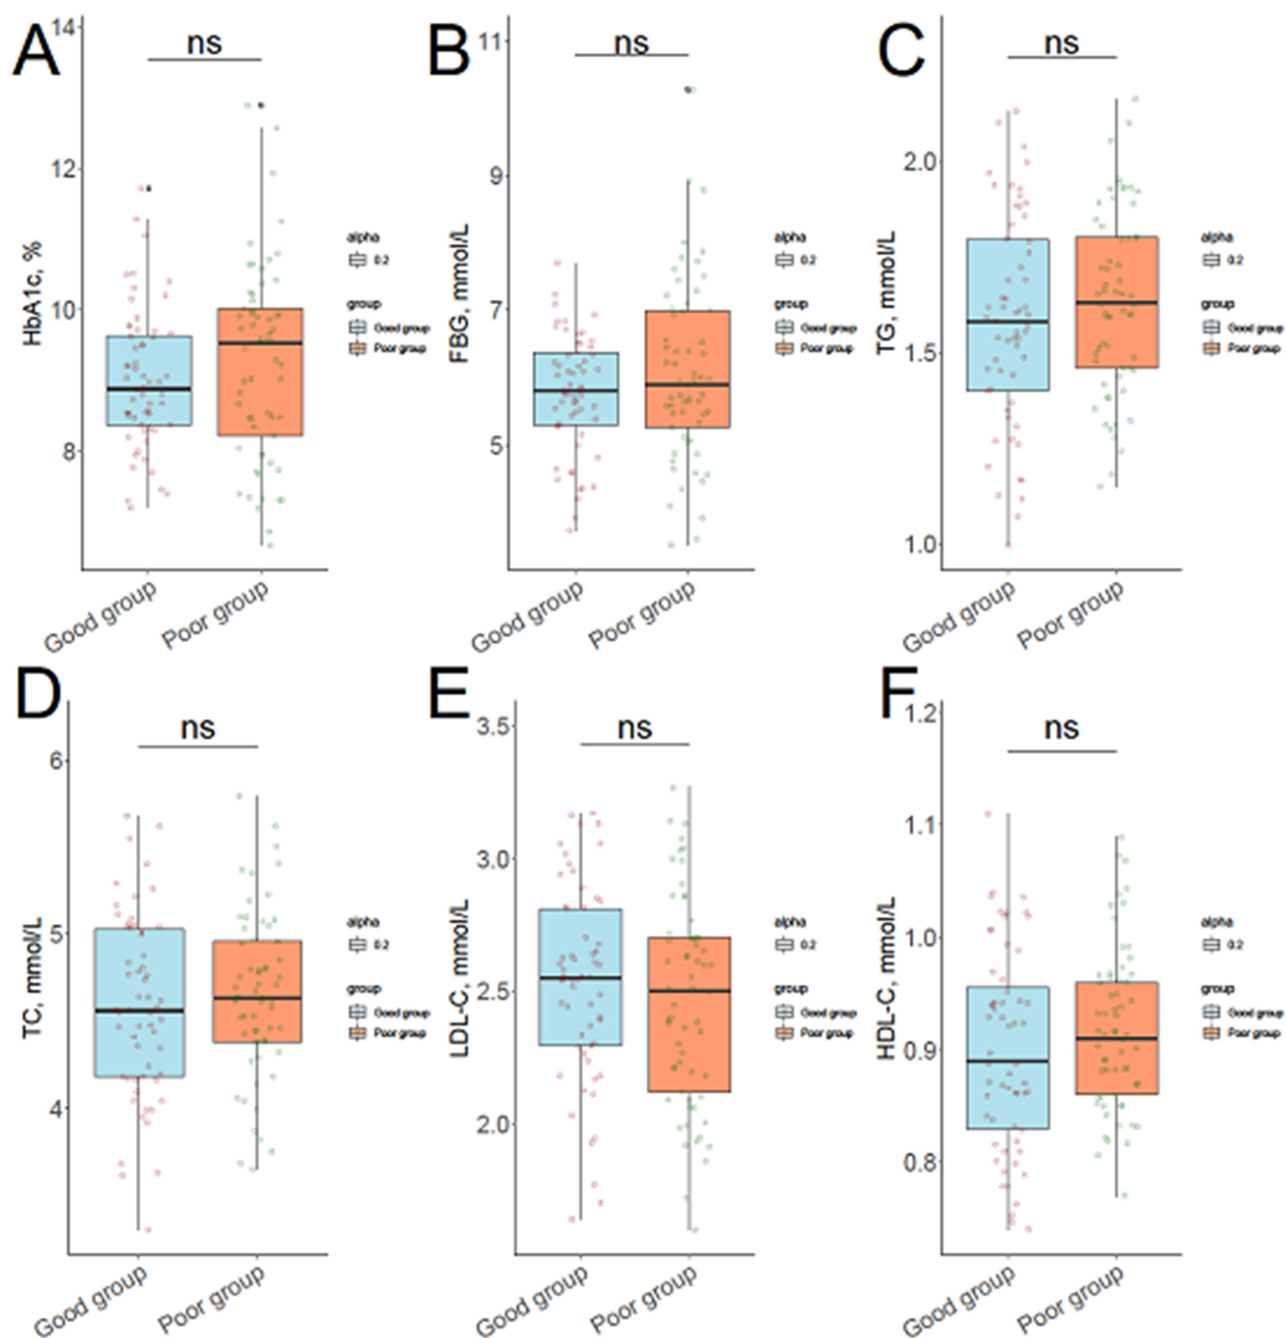 A
14
12
10
8
HbA1c, %
ns
Good group
Poor group
alpha
0.2
group
Good group
Poor group
B
11
9
7
5
FBG, mmol/L
ns
Good group
Poor group
alpha
0.2
group
Good group
Poor group
C
2.0
1.5
1.0
TG, mmol/L
ns
Good group
Poor group
alpha
0.2
group
Good group
Poor group
D
6
5
4
TC, mmol/L
ns
Good group
Poor group
alpha
0.2
group
Good group
Poor group
E
3.5
3.0
2.5
2.0
LDL-C, mmol/L
ns
Good group
Poor group
alpha
0.2
group
Good group
Poor group
F
1.2
1.1
1.0
0.9
0.8
HDL-C, mmol/L
ns
Good group
Poor group
alpha
0.2
group
Good group
Poor group